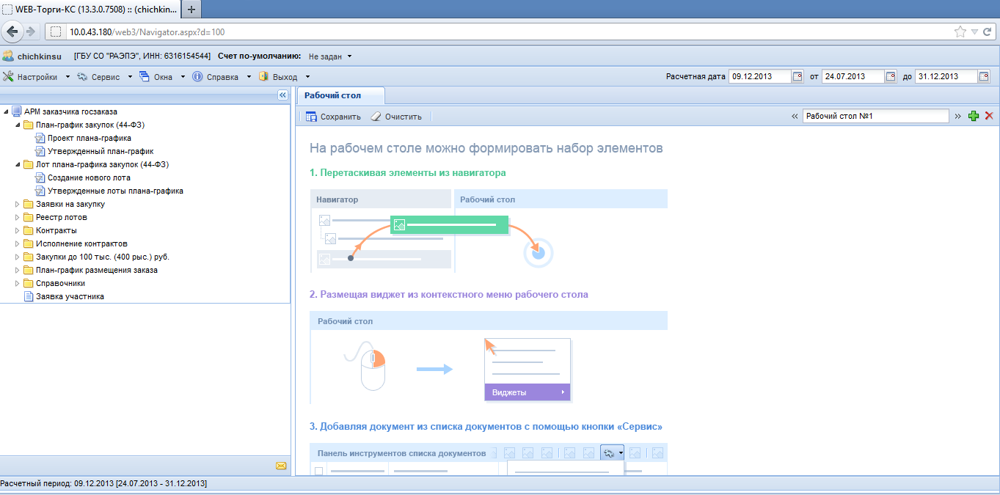 WEB-Торги-КС (13.3.0.7508) :: (chichkin...
10.0.43.180/web3/Navigator.aspx?d=100
chichkinsu [ГБУ СО "РАЭПЭ", ИНН: 6316154544] Счет по-умолчанию: Не задан
Настройки Сервис Окна Справка Выход Расчетная дата 09.12.2013 от 24.07.2013 до 31.12.2013
Рабочий стол
Сохранить Очистить « Рабочий стол №1 »
АРМ заказчика госзаказа
План-график закупок (44-ФЗ)
Проект плана-графика
Утвержденный план-график
Лот плана-графика закупок (44-ФЗ)
Создание нового лота
Утвержденные лоты плана-графика
Заявки на закупку
Реестр лотов
Контракты
Исполнение контрактов
Закупки до 100 тыс. (400 рыс.) руб.
План-график размещения заказа
Справочники
Заявка участника
На рабочем столе можно формировать набор элементов
1. Перетаскивая элементы из навигатора
Навигатор Рабочий стол
2. Размещая виджет из контекстного меню рабочего стола
Рабочий стол
Виджеты
3. Добавляя документ из списка документов с помощью кнопки «Сервис»
Панель инструментов списка документов
Расчетный период: 09.12.2013 [24.07.2013 - 31.12.2013]